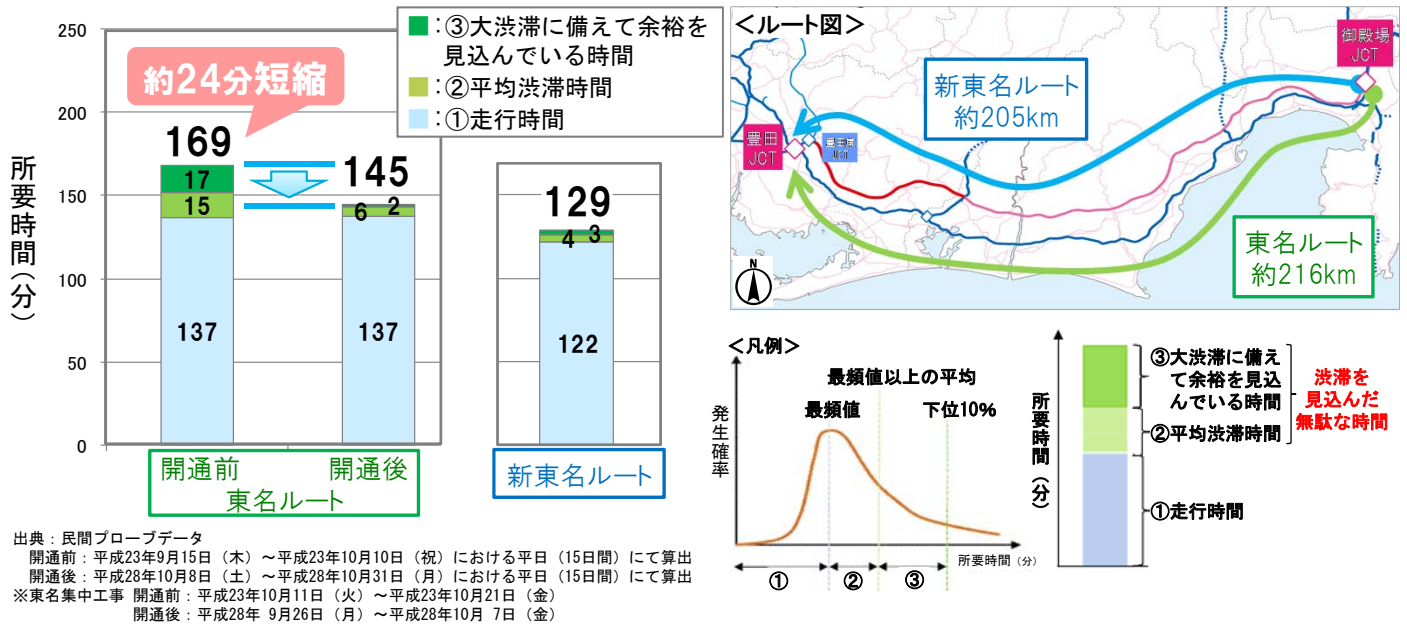 250
200
150
100
50
0
所要時間(分)
■:③大渋滞に備えて余裕を
見込んでいる時間
■:②平均渋滞時間
■:①走行時間
約24分短縮
169
17
15
137
145
6 2
137
129
4 3
122
開通前 開通後
東名ルート
新東名ルート
出典:民間プローブデータ
開通前:平成23年9月15日(木)~平成23年10月10日(祝)における平日(15日間)にて算出
開通後:平成28年10月8日(土)~平成28年10月31日(月)における平日(15日間)にて算出
※東名集中工事 開通前:平成23年10月11日(火)~平成23年10月21日(金)
開通後:平成28年 9月26日(月)~平成28年10月 7日(金)
<ルート図>
御殿場
JCT
新東名ルート
約205km
豊田
JCT
豊田東
JCT
東名ルート
約216km
N
<凡例>
最頻値以上の平均
最頻値 下位10%
発生確率
所要時間(分)
① ② ③
所要時間(分)
③大渋滞に備え
て余裕を見込
んでいる時間
②平均渋滞時間
①走行時間
渋滞を
見込んだ
無駄な時間